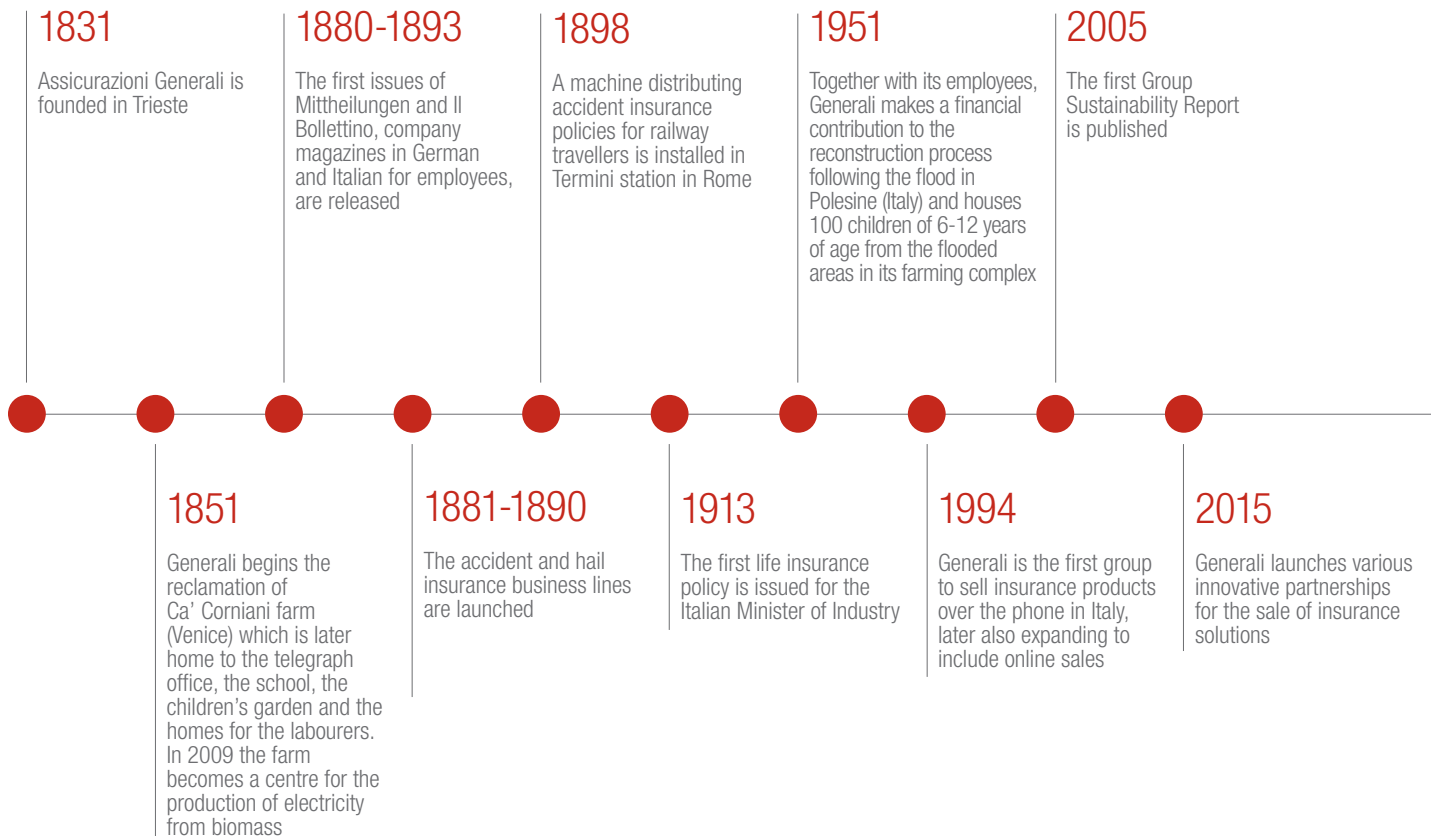 1831
Assicurazioni Generali is
founded in Trieste
1880-1893
The first issues of
Mittheilungen and Il
Bollettino, company
magazines in German
and Italian for employees,
are released
1898
A machine distributing
accident insurance
policies for railway
travellers is installed in
Termini station in Rome
1951
Together with its employees,
Generali makes a financial
contribution to the
reconstruction process
following the flood in
Polesine (Italy) and houses
100 children of 6-12 years
of age from the flooded
areas in its farming complex
2005
The first Group
Sustainability Report
is published
1851
Generali begins the
reclamation of
Ca’ Corniani farm
(Venice) which is later
home to the telegraph
office, the school, the
children’s garden and the
homes for the labourers.
In 2009 the farm
becomes a centre for the
production of electricity
from biomass
1881-1890
The accident and hail
insurance business lines
are launched
1913
The first life insurance
policy is issued for the
Italian Minister of Industry
1994
Generali is the first group
to sell insurance products
over the phone in Italy,
later also expanding to
include online sales
2015
Generali launches various
innovative partnerships
for the sale of insurance
solutions